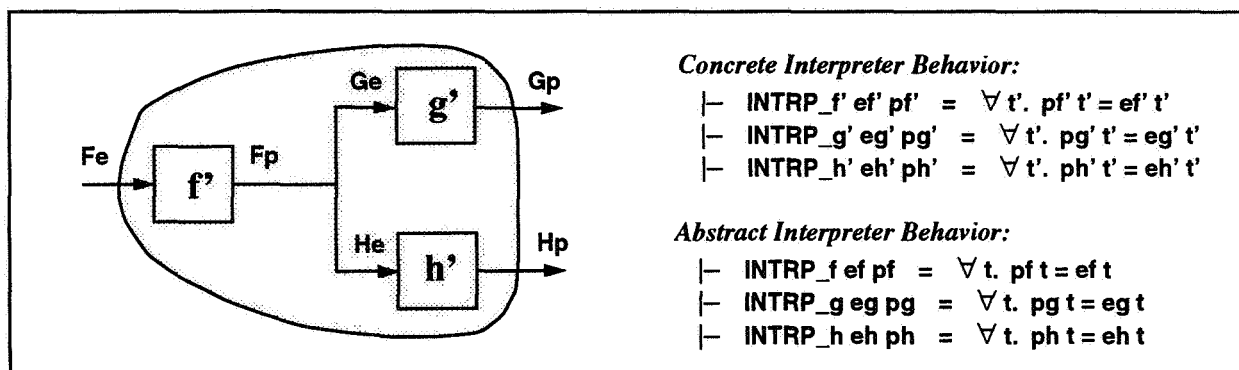 Fe
f'
Fp
Ge
g'
Gp
He
h'
Hp
Concrete Interpreter Behavior:
|– INTRP_f' ef' pf' = ∀ t'. pf' t' = ef' t'
|– INTRP_g' eg' pg' = ∀ t'. pg' t' = eg' t'
|– INTRP_h' eh' ph' = ∀ t'. ph' t' = eh' t'
Abstract Interpreter Behavior:
|– INTRP_f ef pf = ∀ t. pf t = ef t
|– INTRP_g eg pg = ∀ t. pg t = eg t
|– INTRP_h eh ph = ∀ t. ph t = eh t